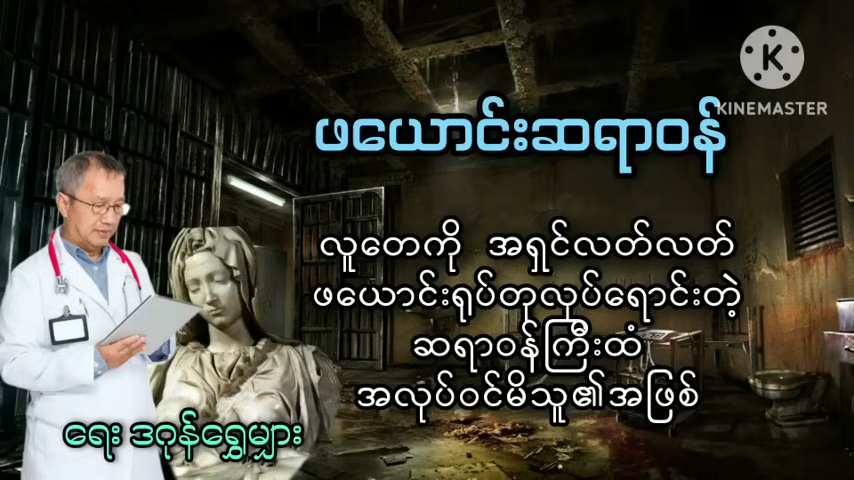 KINEMASTER
ဖယောင်းဆရာဝန်
လူတေကို အရှင်လတ်လတ်
ဖယောင်းရုပ်တုလုပ်ရောင်းတဲ့
ဆရာဝန်ကြီးထံ
အလုပ်ဝင်မိသူ၏အဖြစ်
ရေး ဒဂုန်ရွှေမျှား